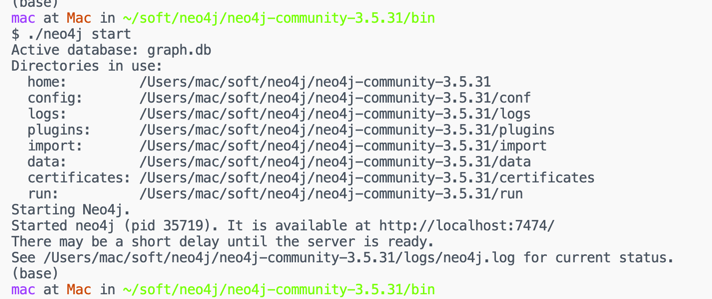 (base)
mac at Mac in ~/soft/neo4j/neo4j-community-3.5.31/bin
$ ./neo4j start
Active database: graph.db
Directories in use:
  home:         /Users/mac/soft/neo4j/neo4j-community-3.5.31
  config:       /Users/mac/soft/neo4j/neo4j-community-3.5.31/conf
  logs:         /Users/mac/soft/neo4j/neo4j-community-3.5.31/logs
  plugins:      /Users/mac/soft/neo4j/neo4j-community-3.5.31/plugins
  import:       /Users/mac/soft/neo4j/neo4j-community-3.5.31/import
  data:         /Users/mac/soft/neo4j/neo4j-community-3.5.31/data
  certificates: /Users/mac/soft/neo4j/neo4j-community-3.5.31/certificates
  run:          /Users/mac/soft/neo4j/neo4j-community-3.5.31/run
Starting Neo4j.
Started neo4j (pid 35719). It is available at http://localhost:7474/
There may be a short delay until the server is ready.
See /Users/mac/soft/neo4j/neo4j-community-3.5.31/logs/neo4j.log for current status.
(base)
mac at Mac in ~/soft/neo4j/neo4j-community-3.5.31/bin